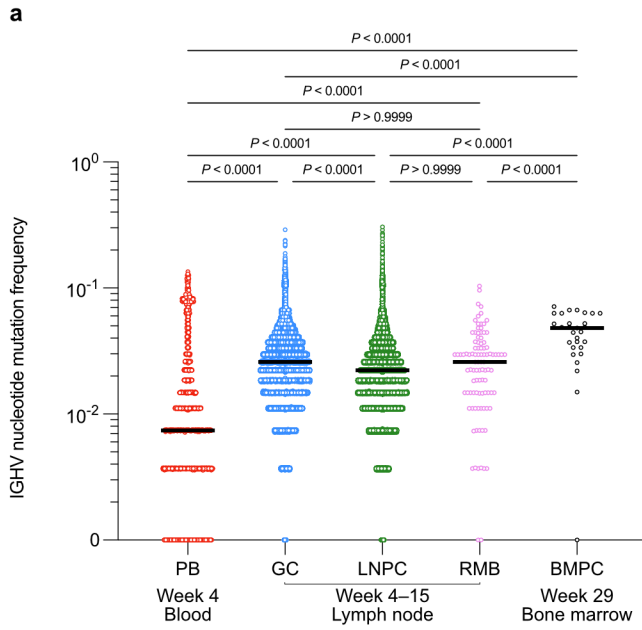 a
P < 0.0001
P < 0.0001
P < 0.0001
P > 0.9999
P < 0.0001 P < 0.0001
P < 0.0001 P < 0.0001 P > 0.9999 P < 0.0001
IGHV nucleotide mutation frequency
10⁰
10⁻¹
10⁻²
0
PB GC LNPC RMB BMPC
Week 4 Week 4–15 Week 29
Blood Lymph node Bone marrow